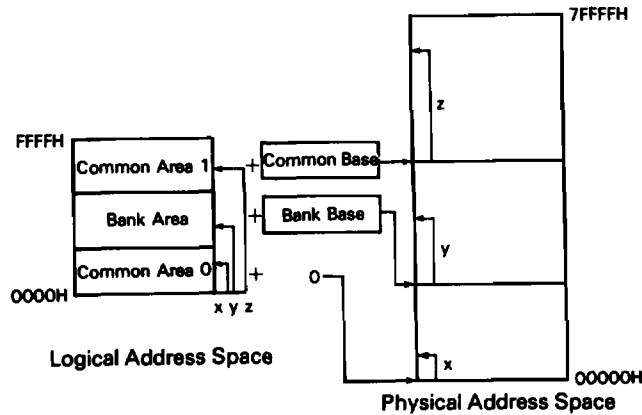 7FFFFH
z
FFFFH
Common Area 1
+
Common Base
Bank Area
+
Bank Base
y
Common Area 0
+
0
0000H
x y z
x
00000H
Logical Address Space
Physical Address Space